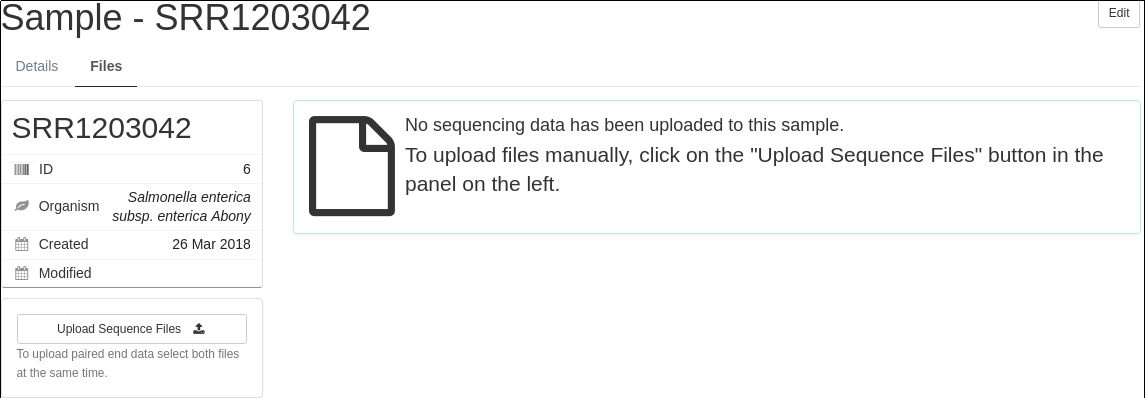 Sample - SRR1203042
Edit
Details Files
SRR1203042
ID 6
Organism Salmonella enterica
subsp. enterica Abony
Created 26 Mar 2018
Modified
Upload Sequence Files
To upload paired end data select both files
at the same time.
No sequencing data has been uploaded to this sample.
To upload files manually, click on the "Upload Sequence Files" button in the
panel on the left.